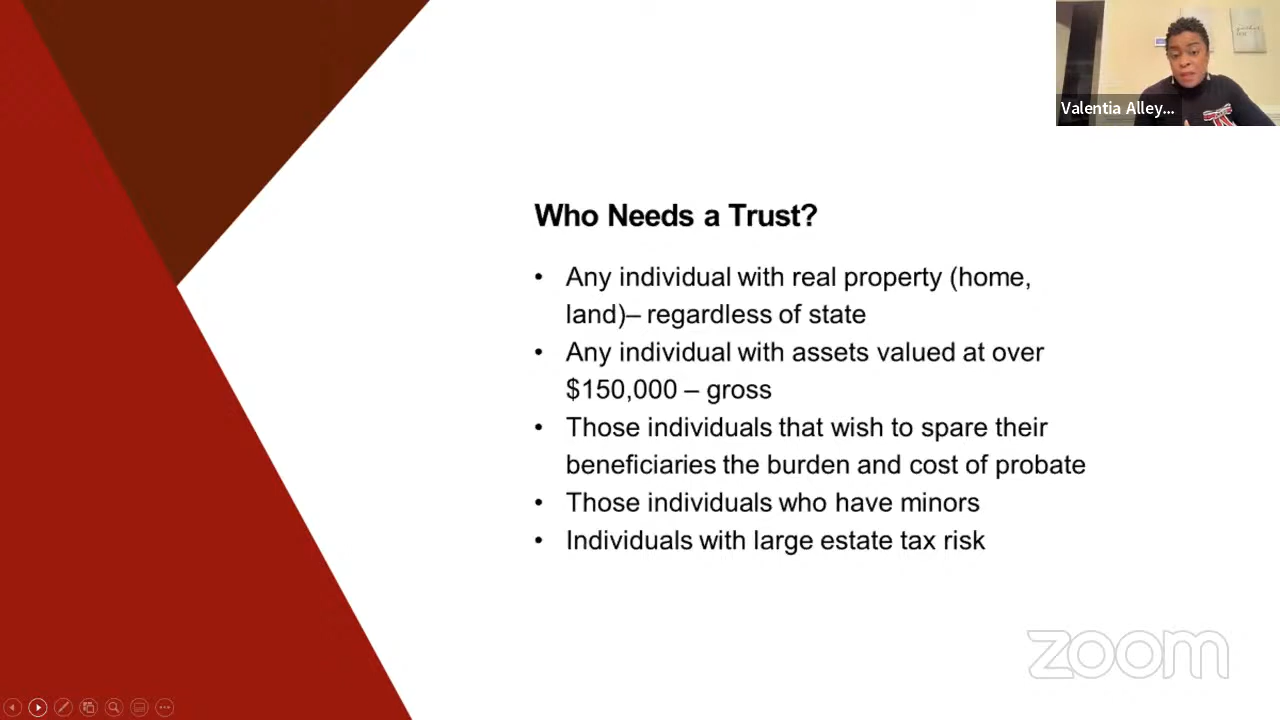 Valentia Alley...
Who Needs a Trust?
• Any individual with real property (home,
land)– regardless of state
• Any individual with assets valued at over
$150,000 – gross
• Those individuals that wish to spare their
beneficiaries the burden and cost of probate
• Those individuals who have minors
• Individuals with large estate tax risk
zoom